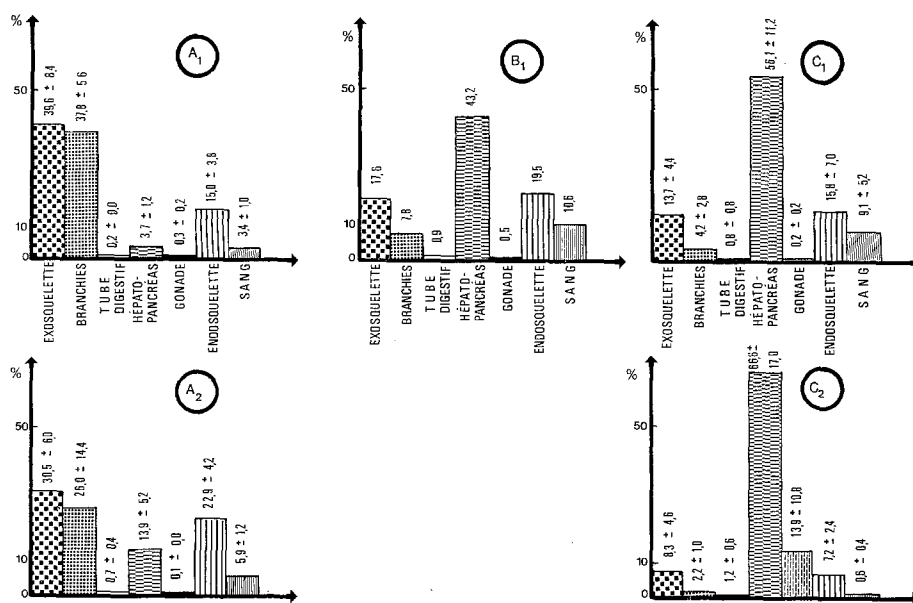 %
A1
50
10
0
39,6 ± 8,4
37,8 ± 5,6
0,2 ± 0,0
3,7 ± 1,2
0,3 ± 0,2
15,0 ± 3,8
3,4 ± 1,0
EXOSQUELETTE
BRANCHIES
TUBE DIGESTIF
HÉPATO-PANCRÉAS
GONADE
ENDOSQUELETTE
SANG
%
B1
50
10
0
17,6
7,8
0,9
43,2
0,5
19,5
10,6
EXOSQUELETTE
BRANCHIES
TUBE DIGESTIF
HÉPATO-PANCRÉAS
GONADE
ENDOSQUELETTE
SANG
%
C1
50
10
0
13,7 ± 4,4
4,2 ± 2,8
0,8 ± 0,8
56,1 ± 11,2
0,2 ± 0,2
15,8 ± 7,0
9,1 ± 5,2
EXOSQUELETTE
BRANCHIES
TUBE DIGESTIF
HÉPATO-PANCRÉAS
GONADE
ENDOSQUELETTE
SANG
%
A2
50
10
0
30,5 ± 6,0
26,0 ± 14,4
0,7 ± 0,4
13,9 ± 5,2
0,1 ± 0,0
22,9 ± 4,2
5,9 ± 1,2
%
C2
50
10
0
8,3 ± 4,6
2,2 ± 1,0
1,2 ± 0,6
66,6 ± 17,0
13,9 ± 10,8
7,2 ± 2,4
0,6 ± 0,4